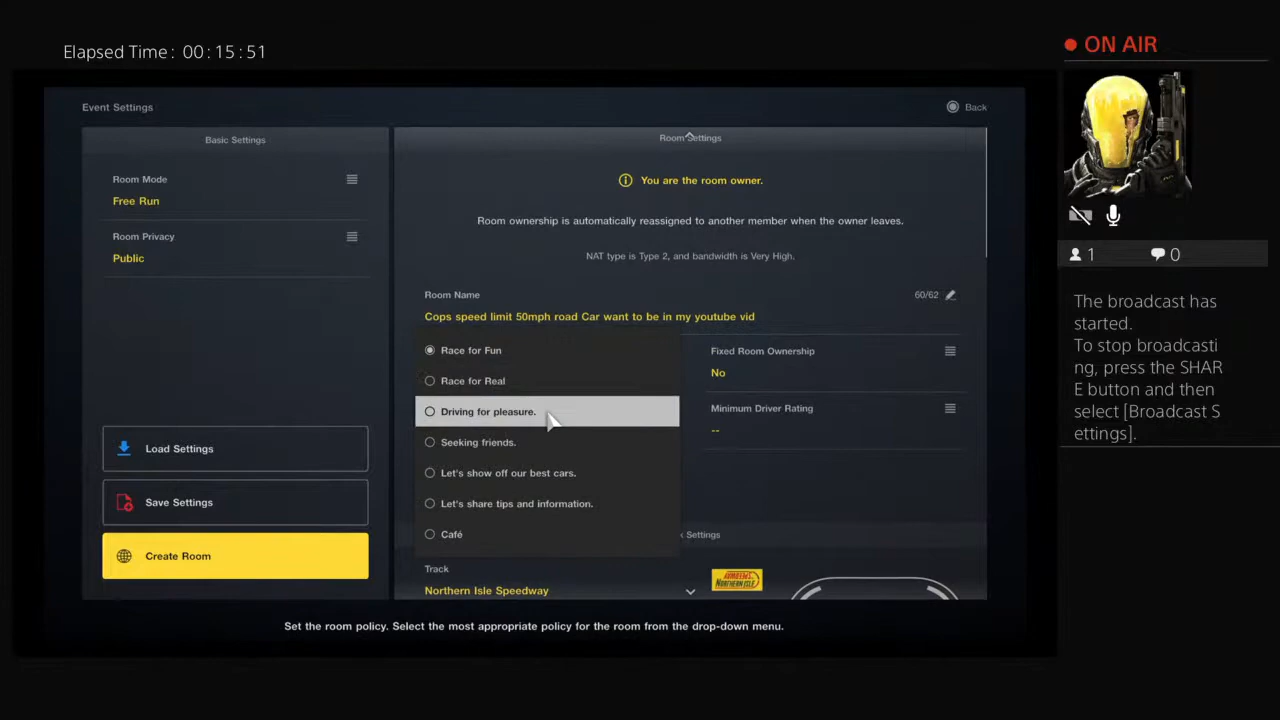 Elapsed Time: 00:15:51
ON AIR
Event Settings
Back
Basic Settings
Room Mode
Free Run
Room Privacy
Public
Load Settings
Save Settings
Create Room
Room Settings
You are the room owner.
Room ownership is automatically reassigned to another member when the owner leaves.
NAT type is Type 2, and bandwidth is Very High.
Room Name
60/62
Cops speed limit 50mph road Car want to be in my youtube vid
Race for Fun
Race for Real
Driving for pleasure.
Seeking friends.
Let's show off our best cars.
Let's share tips and information.
Café
Fixed Room Ownership
No
Minimum Driver Rating
--
Settings
Track
Northern Isle Speedway
NORTHERN ISLE
Set the room policy. Select the most appropriate policy for the room from the drop-down menu.
1
0
The broadcast has
started.
To stop broadcasti
ng, press the SHAR
E button and then
select [Broadcast S
ettings].